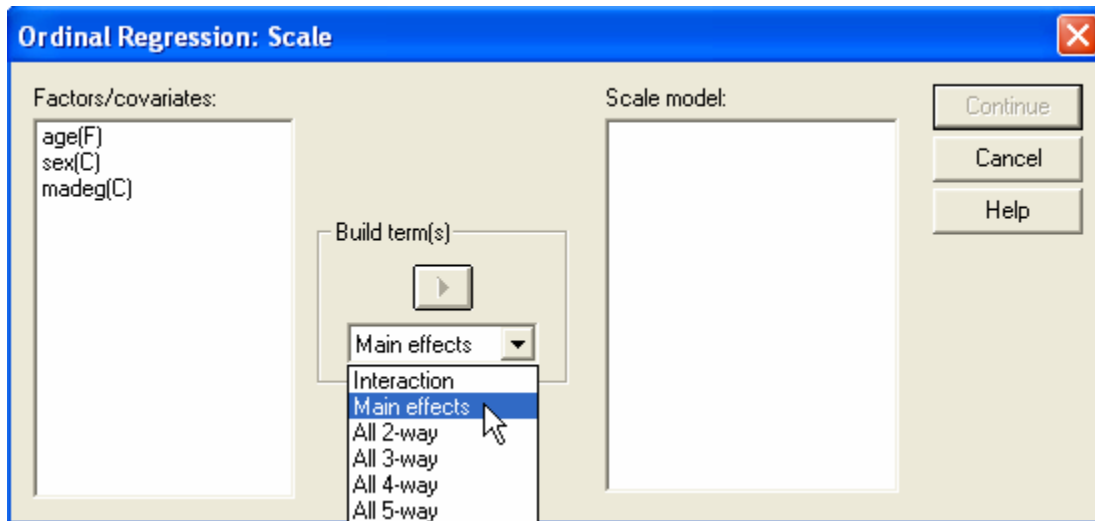 Ordinal Regression: Scale
Factors/covariates:
age(F)
sex(C)
madeg(C)
Build term(s)
Main effects
Interaction
Main effects
All 2-way
All 3-way
All 4-way
All 5-way
Scale model:
Continue
Cancel
Help